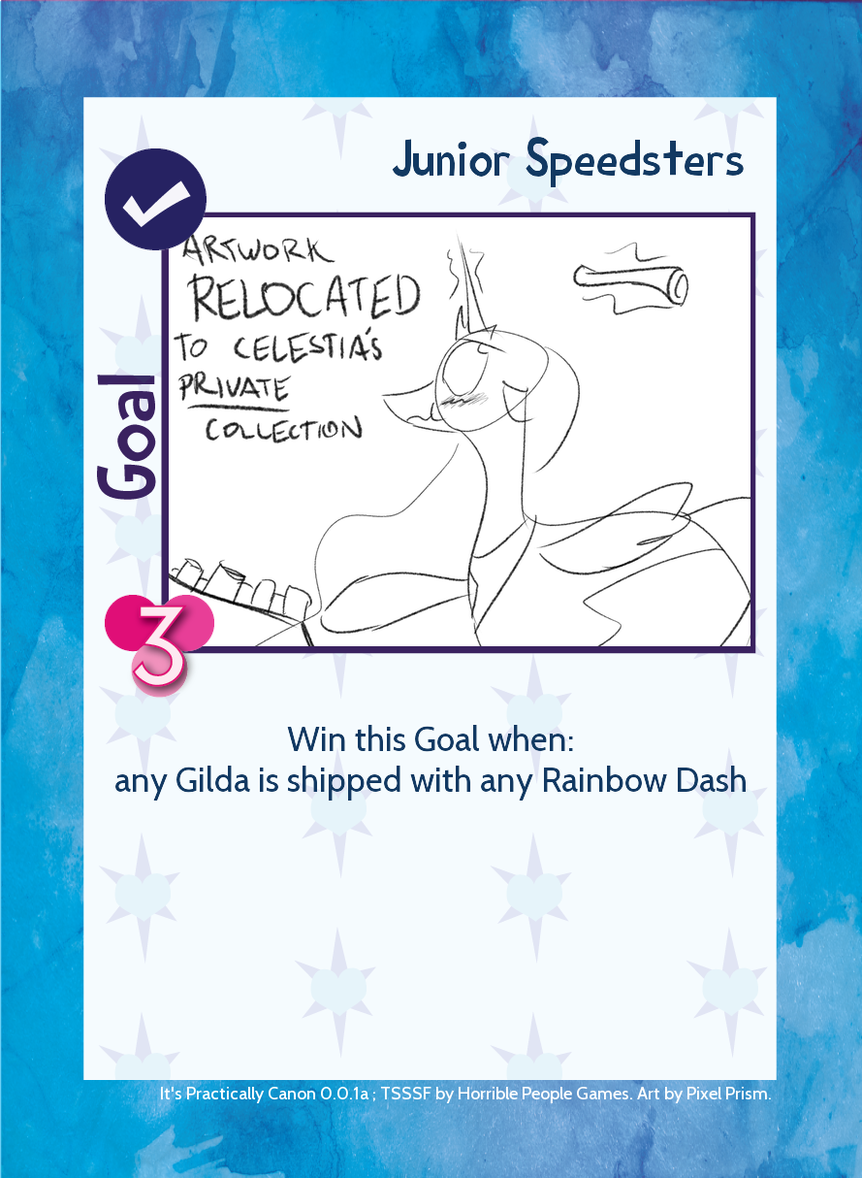 Junior Speedsters
ARTWORK
RELOCATED
TO CELESTIA'S
PRIVATE
COLLECTION
Goal
3
Win this Goal when:
any Gilda is shipped with any Rainbow Dash
It's Practically Canon 0.0.1a ; TSSSF by Horrible People Games. Art by Pixel Prism.